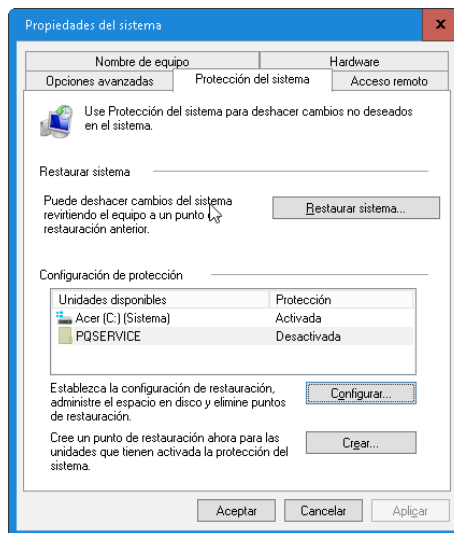 Propiedades del sistema
x
Nombre de equipo
Hardware
Opciones avanzadas
Protección del sistema
Acceso remoto
Use Protección del sistema para deshacer cambios no deseados
en el sistema.
Restaurar sistema
Puede deshacer cambios del sistema
revirtiendo el equipo a un punto
restauración anterior.
Restaurar sistema...
Configuración de protección
Unidades disponibles
Protección
Acer (C:) (Sistema)
Activada
PQSERVICE
Desactivada
Establezca la configuración de restauración,
administre el espacio en disco y elimine puntos
de restauración.
Configurar...
Cree un punto de restauración ahora para las
unidades que tienen activada la protección del
sistema.
Crear...
Aceptar
Cancelar
Aplicar